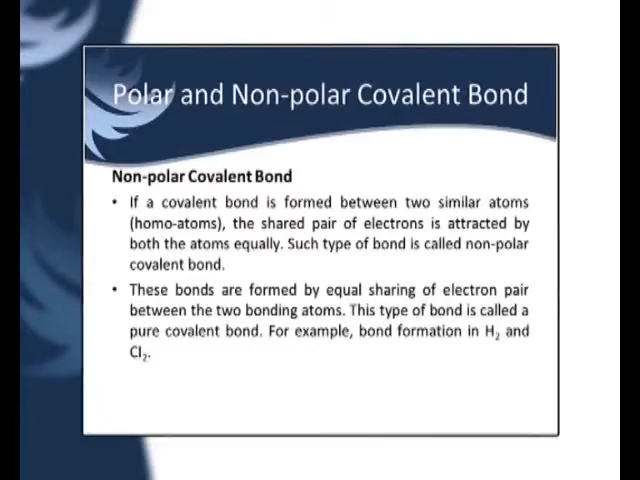 Polar and Non-polar Covalent Bond
Non-polar Covalent Bond
• If a covalent bond is formed between two similar atoms
(homo-atoms), the shared pair of electrons is attracted by
both the atoms equally. Such type of bond is called non-polar
covalent bond.
• These bonds are formed by equal sharing of electron pair
between the two bonding atoms. This type of bond is called a
pure covalent bond. For example, bond formation in H₂ and
Cl₂.